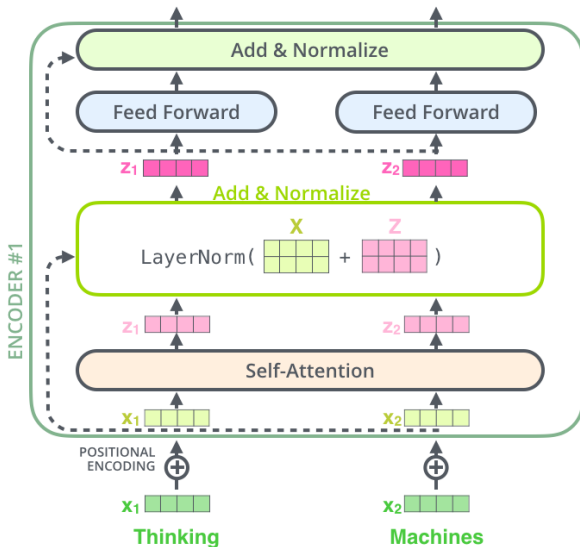 Add & Normalize
Feed Forward Feed Forward
z1 z2
Add & Normalize
X Z
LayerNorm( + )
ENCODER #1
z1 z2
Self-Attention
x1 x2
POSITIONAL
ENCODING
x1 x2
Thinking Machines